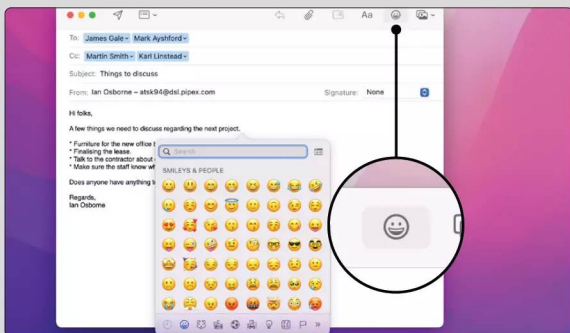 Aa
To: James Gale Mark Ayshford
Cc: Martin Smith Karl Linstead
Subject: Things to discuss
From: Ian Osborne – atsk94@dsl.pipex.com Signature: None
Hi folks,
A few things we need to discuss regarding the next project.
* Furniture for the new office
* Finalising the lease.
* Talk to the contractor about
* Make sure the staff know
Does anyone have anything
Regards,
Ian Osborne
Search
SMILEYS & PEOPLE